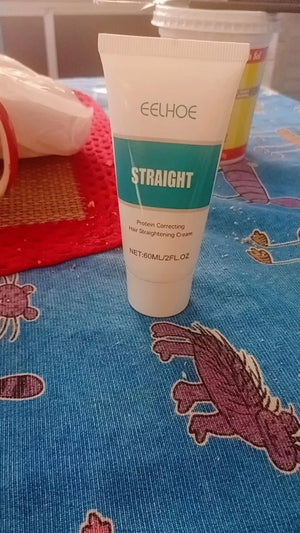 EELHOE
STRAIGHT
Protein Correcting
Hair Straightening Cream
NET:60ML/2FL.OZ